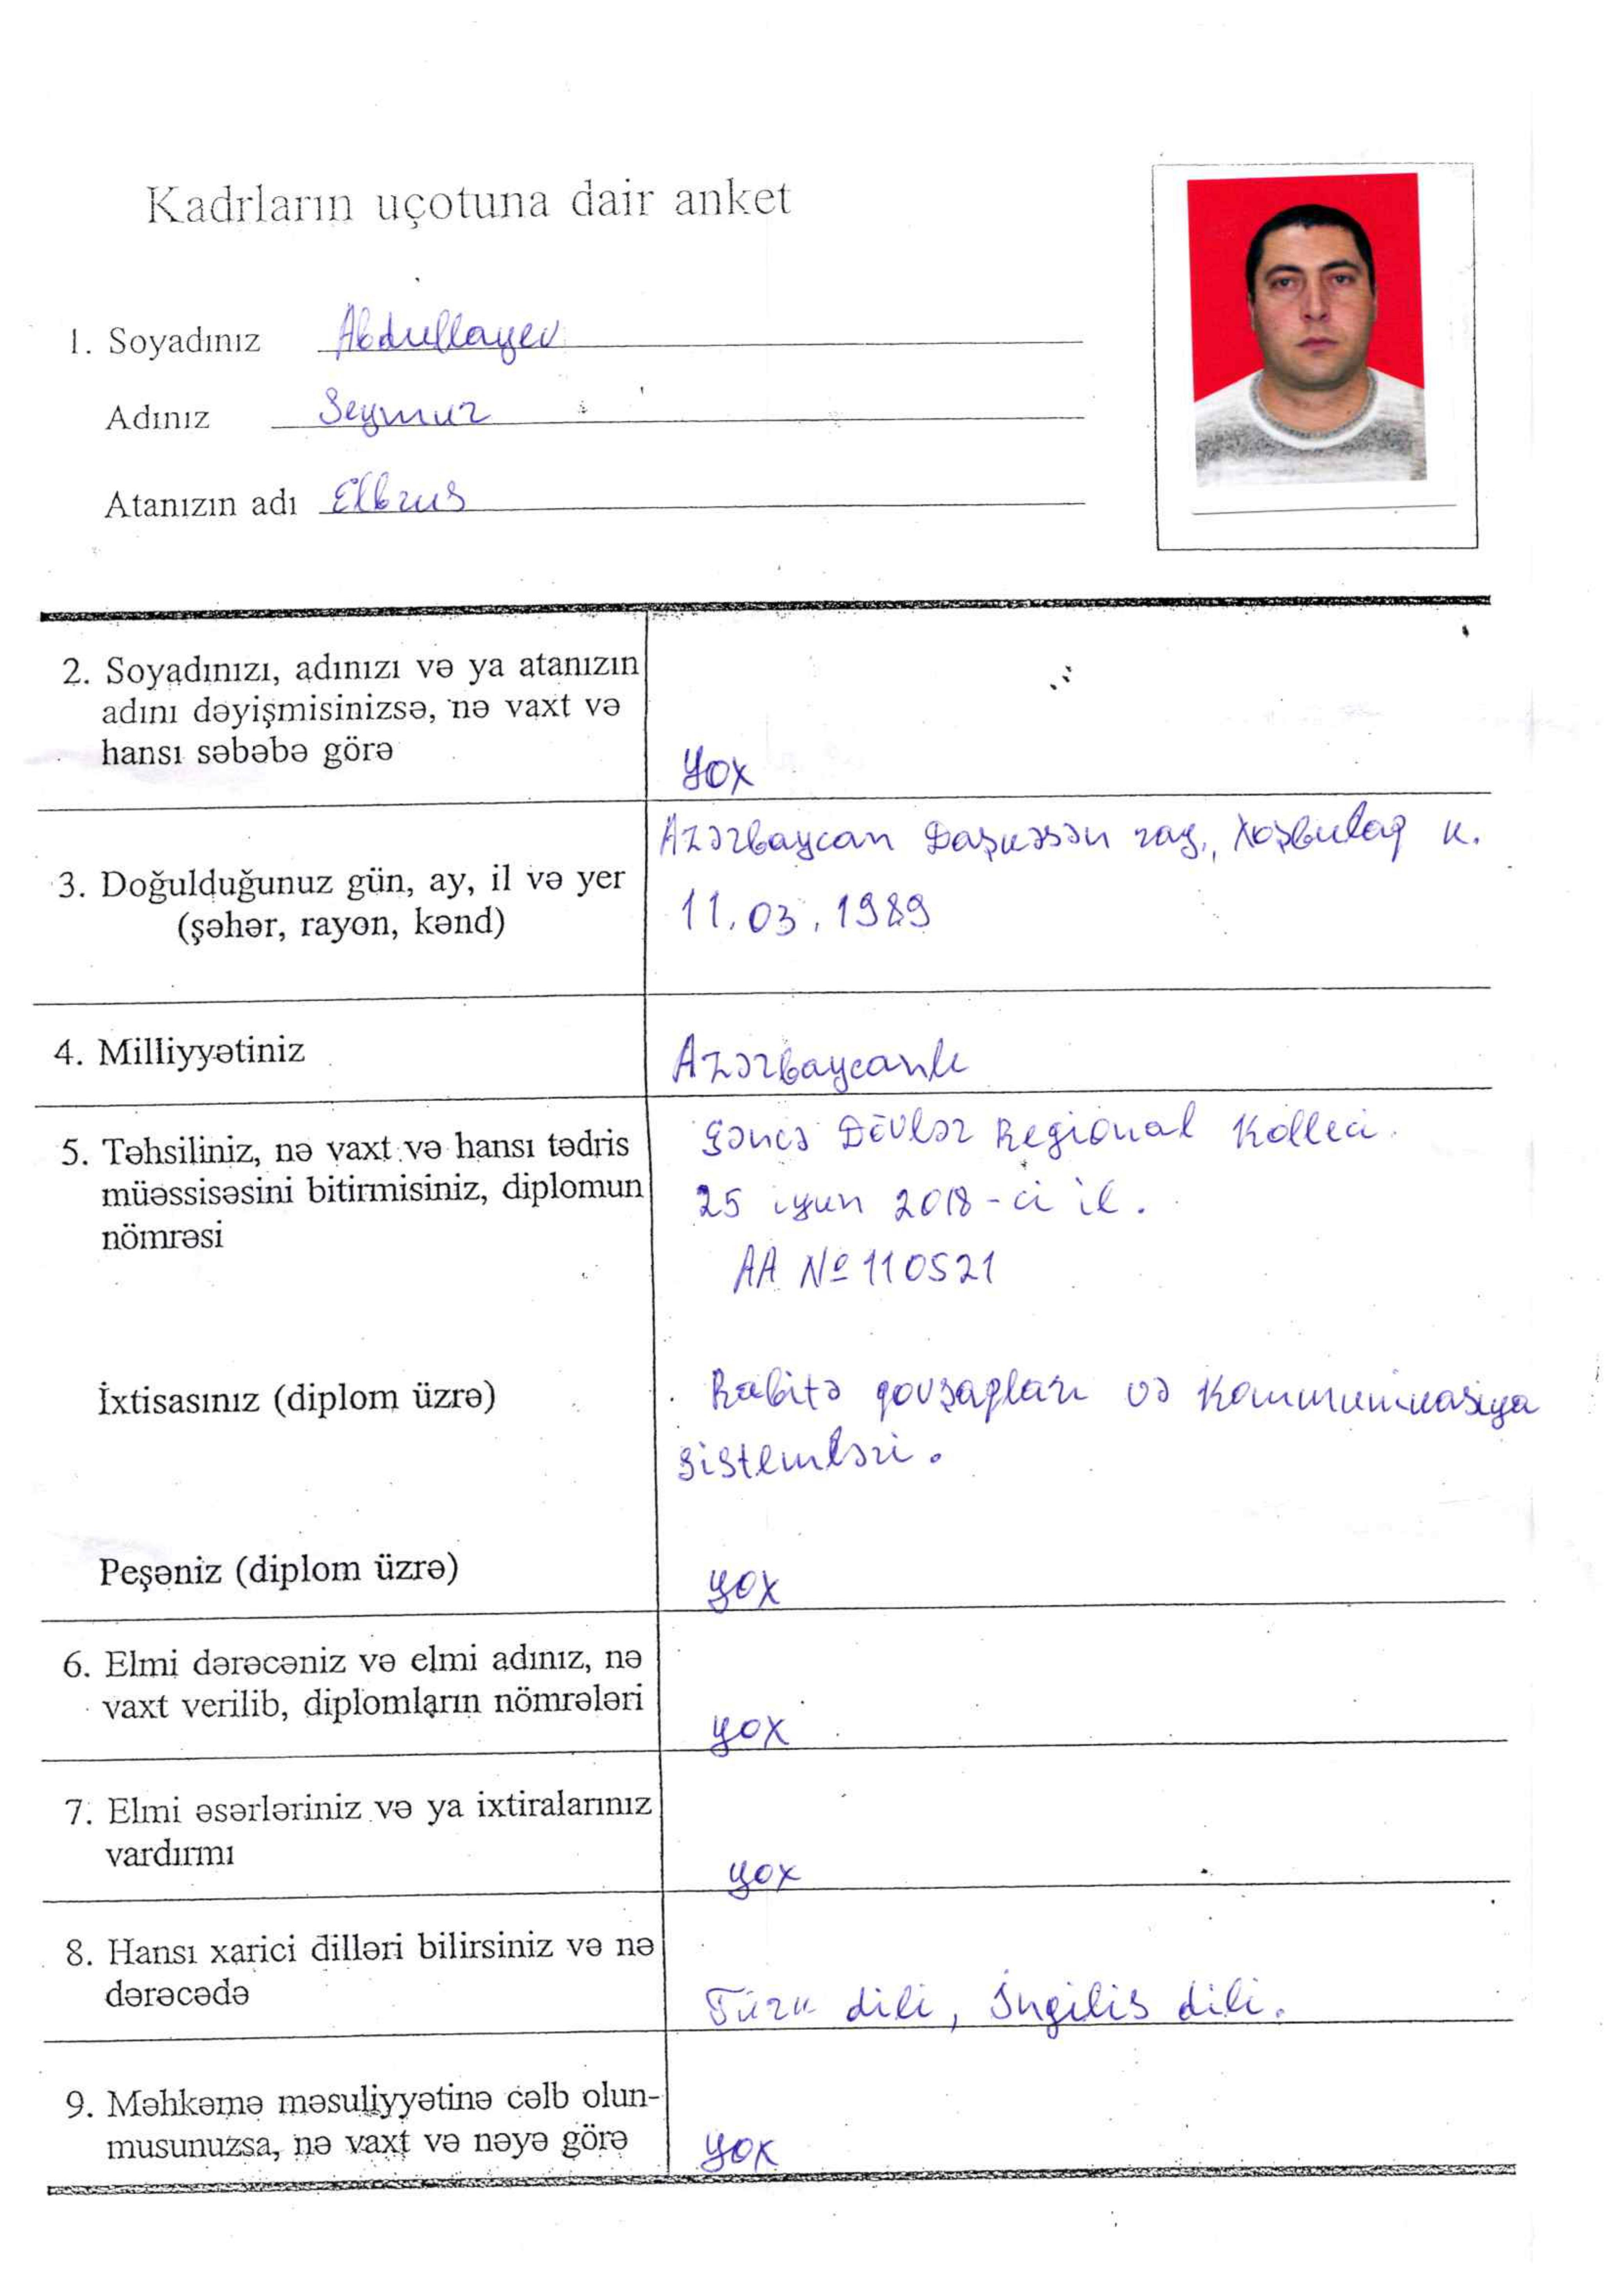 Kadrların uçotuna dair anket
1. Soyadınız Abdullayev
Adınız Seymur
Atanızın adı Elbrus
2. Soyadınızı, adınızı və ya atanızın
adını dəyişmisinizsə, nə vaxt və
hansı səbəbə görə
yox
3. Doğulduğunuz gün, ay, il və yer
(şəhər, rayon, kənd)
Azərbaycan Daşkəsən ray., Xoşbulaq k.
11.03.1989
4. Milliyyətiniz
Azərbaycanlı
5. Təhsiliniz, nə vaxt və hansı tədris
müəssisəsini bitirmisiniz, diplomun
nömrəsi
Gəncə Dövlət Regional Kolleci.
25 iyun 2018-ci il.
AA № 110521
İxtisasınız (diplom üzrə)
Rabitə qovşaqları və Kommunikasiya
sistemləri.
Peşəniz (diplom üzrə)
yox
6. Elmi dərəcəniz və elmi adınız, nə
vaxt verilib, diplomların nömrələri
yox
7. Elmi əsərləriniz və ya ixtiralarınız
vardırmı
yox
8. Hansı xarici dilləri bilirsiniz və nə
dərəcədə
Türk dili, İngilis dili.
9. Məhkəmə məsuliyyətinə cəlb olun-
musunuzsa, nə vaxt və nəyə görə
yox